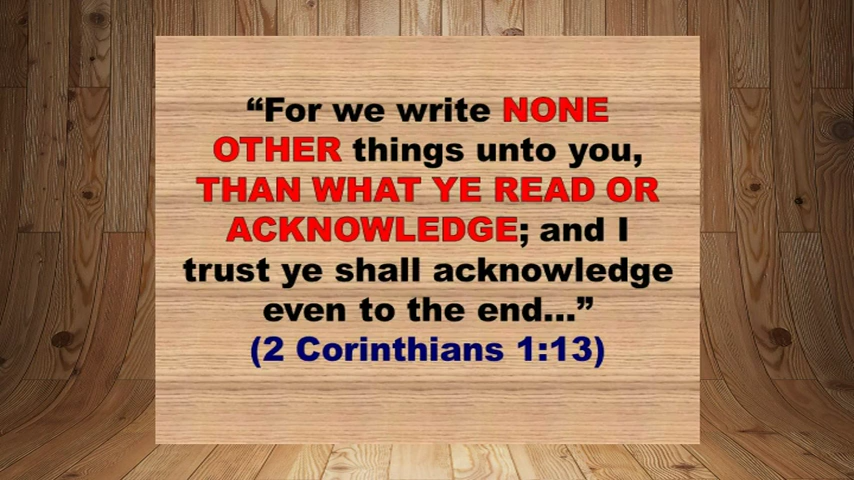 “For we write NONE
OTHER things unto you,
THAN WHAT YE READ OR
ACKNOWLEDGE; and I
trust ye shall acknowledge
even to the end...”
(2 Corinthians 1:13)